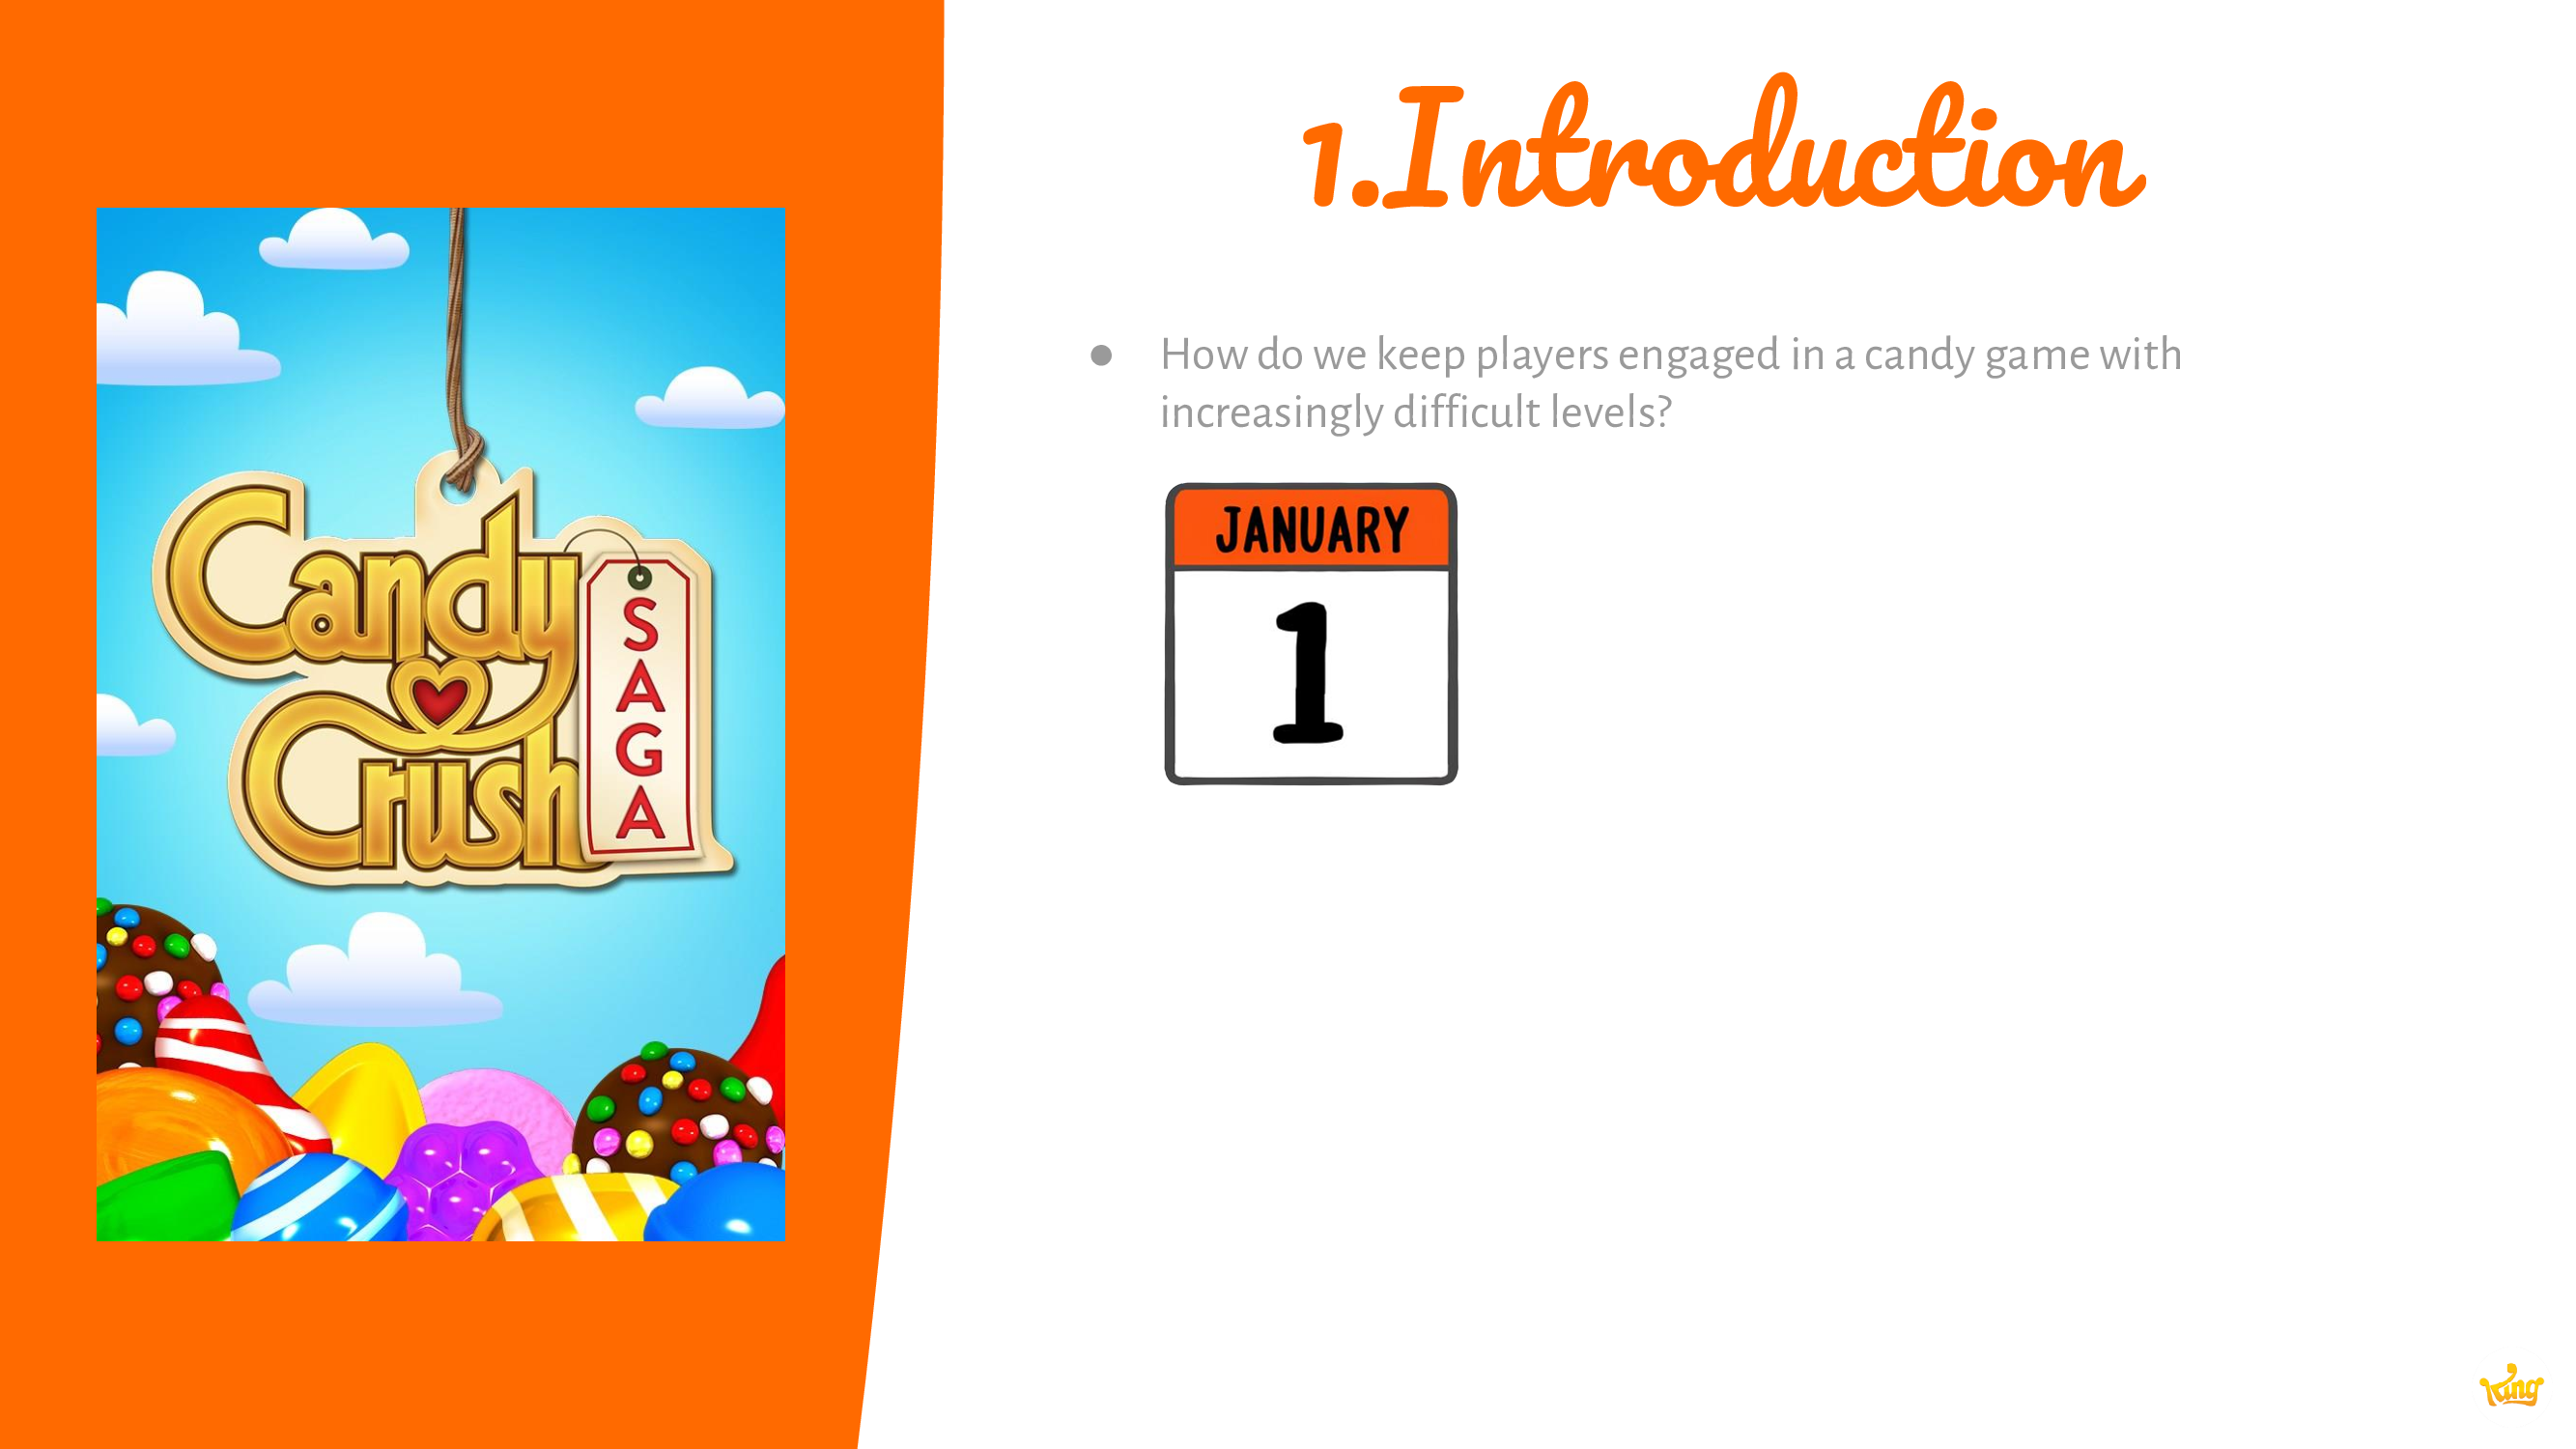 1.Introduction
● How do we keep players engaged in a candy game with
increasingly difficult levels?
JANUARY
1
Candy
Crush
SAGA
King